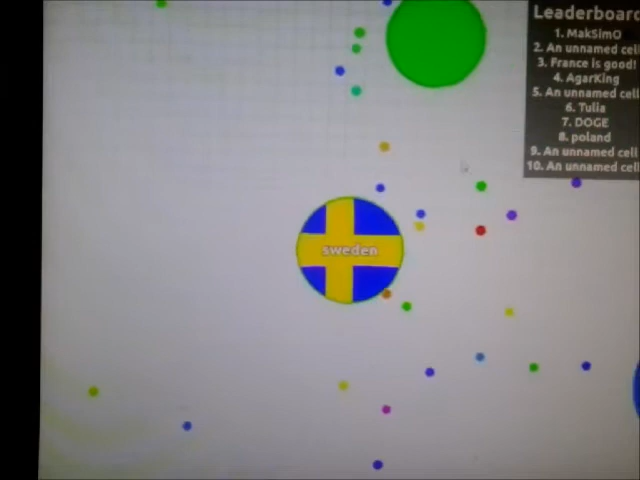 Leaderboard
1. MakSimO
2. An unnamed cell
3. France is good!
4. AgarKing
5. An unnamed cell
6. Tulia
7. DOGE
8. poland
9. An unnamed cell
10. An unnamed cell
sweden